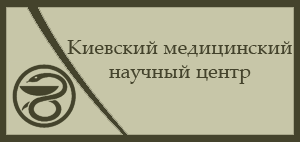 Киевский медицинский
научный центр